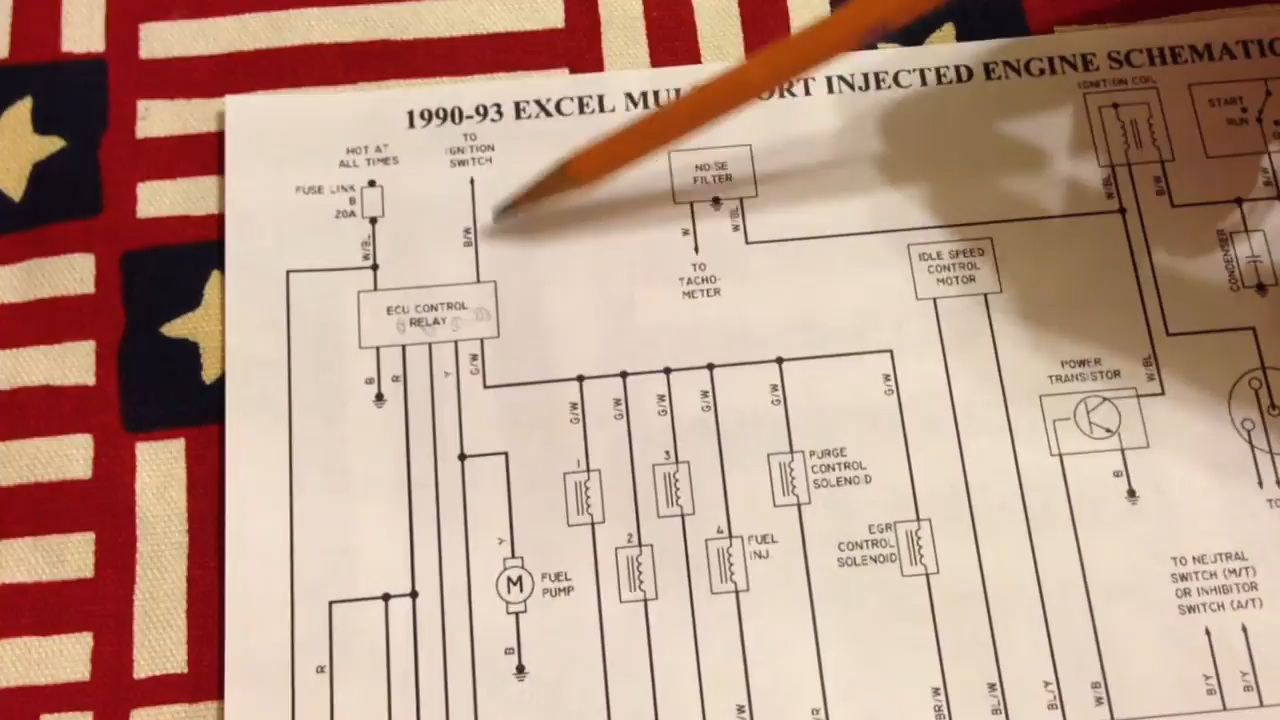 1990-93 EXCEL INJECTED ENGINE SCHEMATIC
HOT AT
ALL TIMES
FUSE LINK
B
20A
W/BL
TO
IGNITION
SWITCH
B/W
ECU CONTROL
RELAY
B
R
Y
G/W
NOISE
FILTER
W
W/BL
TO
TACHO-
METER
IDLE SPEED
CONTROL
MOTOR
IGNITION COIL
W/BL
B/W
START
RUN
B/W
CONDENSER
POWER
TRANSISTOR
W/BL
B
G/W
G/W
G/W
G/W
G/W
G/W
1
2
3
4
FUEL
INJ.
PURGE
CONTROL
SOLENOID
EGR
CONTROL
SOLENOID
Y
M
FUEL
PUMP
B
R
TO NEUTRAL
SWITCH (M/T)
OR INHIBITOR
SWITCH (A/T)
BR/W
BL/W
BL/Y
W/B
B/Y
B/Y